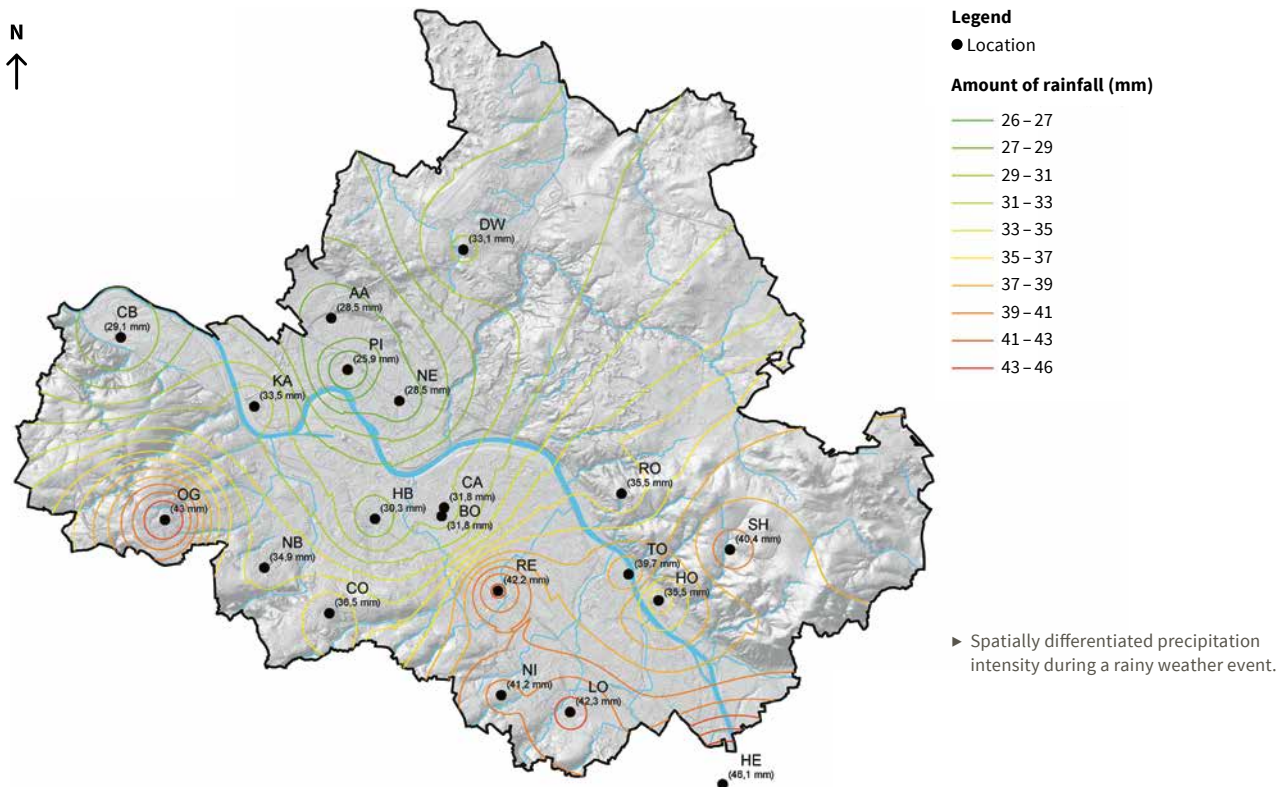 N
Legend
Location
Amount of rainfall (mm)
26 – 27
27 – 29
29 – 31
31 – 33
33 – 35
35 – 37
37 – 39
39 – 41
41 – 43
43 – 46
DW
(33,1 mm)
AA
(28,5 mm)
CB
(29,1 mm)
PI
(25,9 mm)
KA
(33,5 mm)
NE
(28,5 mm)
RO
(35,5 mm)
OG
(43 mm)
HB
(30,3 mm)
CA
(31,8 mm)
BO
(31,8 mm)
SH
(40,4 mm)
NB
(34,9 mm)
TO
(39,7 mm)
RE
(42,2 mm)
HO
(35,5 mm)
CO
(36,5 mm)
NI
(41,2 mm)
LO
(42,3 mm)
HE
(46,1 mm)
► Spatially differentiated precipitation
intensity during a rainy weather event.